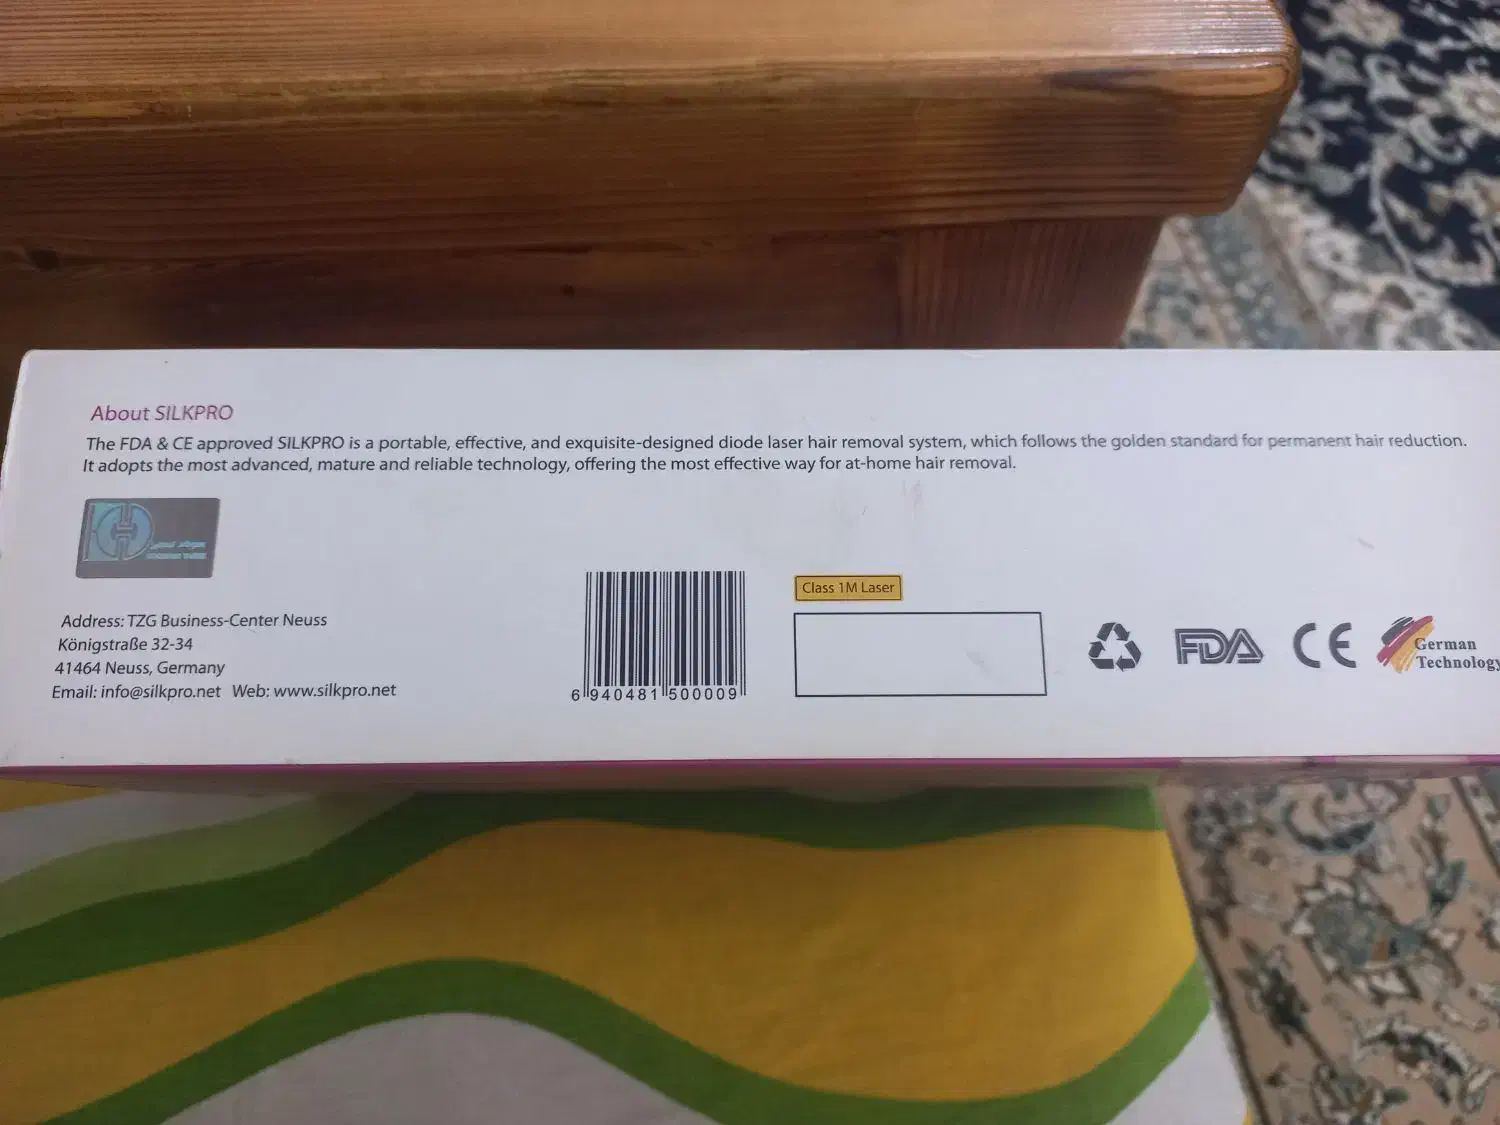 About SILKPRO
The FDA & CE approved SILKPRO is a portable, effective, and exquisite-designed diode laser hair removal system, which follows the golden standard for permanent hair reduction.
It adopts the most advanced, mature and reliable technology, offering the most effective way for at-home hair removal.
Address: TZG Business-Center Neuss
Königstraße 32-34
41464 Neuss, Germany
Email: info@silkpro.net Web: www.silkpro.net
6 940481 500009
Class 1M Laser
FDA
CE
German
Technology